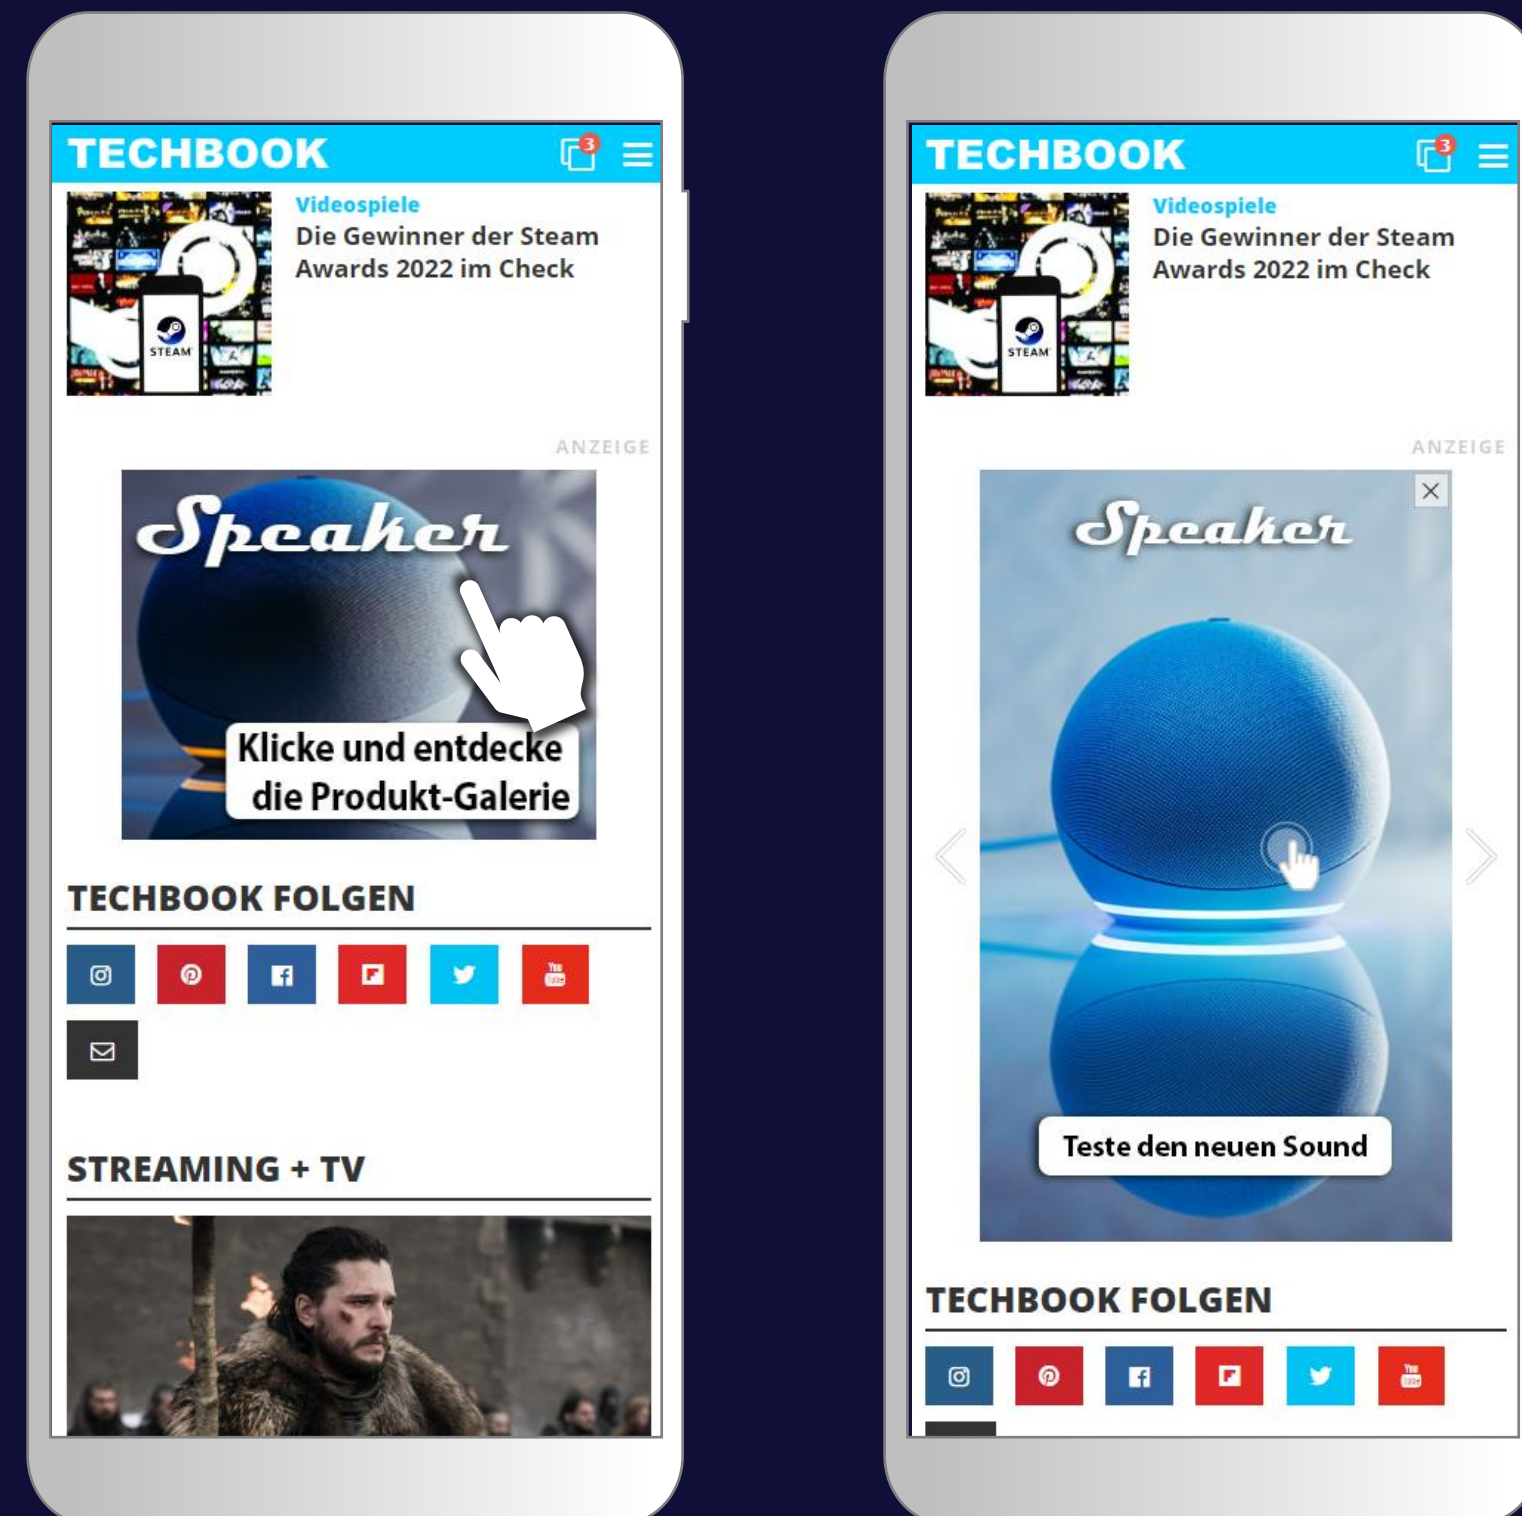 TECHBOOK
3
Videospiele
Die Gewinner der Steam
Awards 2022 im Check
STEAM
ANZEIGE
Speaker
Klicke und entdecke
die Produkt-Galerie
TECHBOOK FOLGEN
You
STREAMING + TV
TECHBOOK
3
Videospiele
Die Gewinner der Steam
Awards 2022 im Check
STEAM
ANZEIGE
Speaker
Teste den neuen Sound
TECHBOOK FOLGEN
You